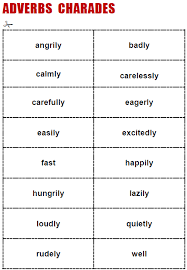 ADVERBS CHARADES
angrily badly
calmly carelessly
carefully eagerly
easily excitedly
fast happily
hungrily lazily
loudly quietly
rudely well